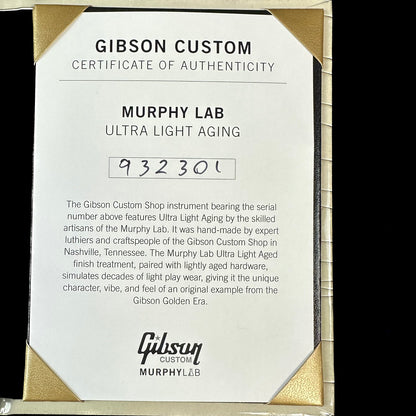 GIBSON CUSTOM
CERTIFICATE OF AUTHENTICITY
MURPHY LAB
ULTRA LIGHT AGING
932301
The Gibson Custom Shop instrument bearing the serial
number above features Ultra Light Aging by the skilled
artisans of the Murphy Lab. It was hand-made by expert
luthiers and craftspeople of the Gibson Custom Shop in
Nashville, Tennessee. The Murphy Lab Ultra Light Aged
finish treatment, paired with lightly aged hardware,
simulates decades of light play wear, giving it the unique
character, vibe, and feel of an original example from the
Gibson Golden Era.
Gibson
CUSTOM
MURPHYLAB